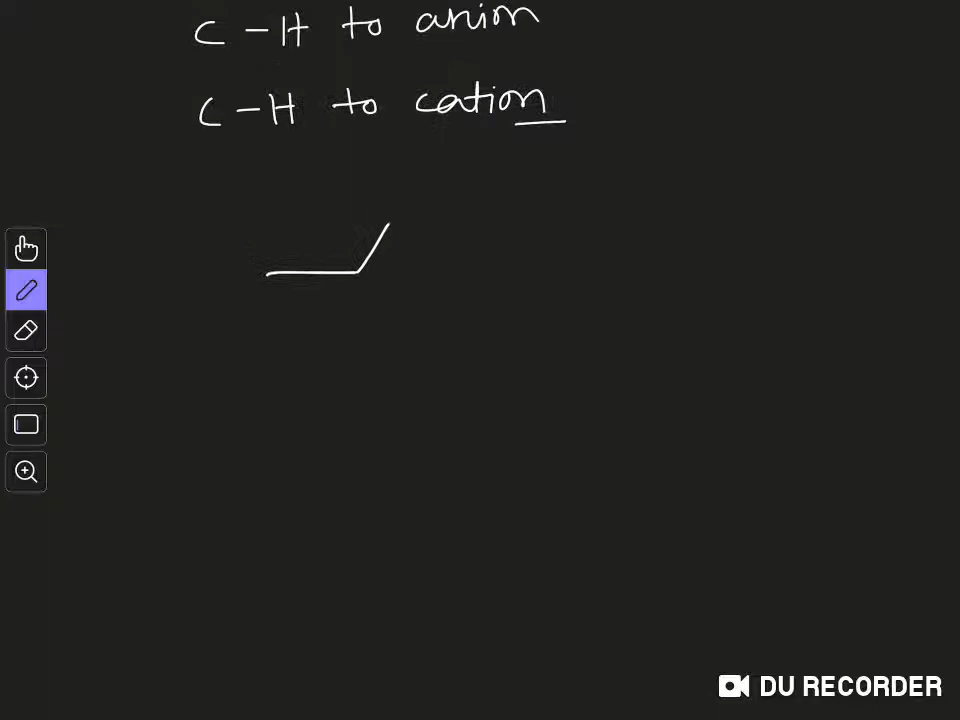 C - H to anion
C - H to cation
DU RECORDER